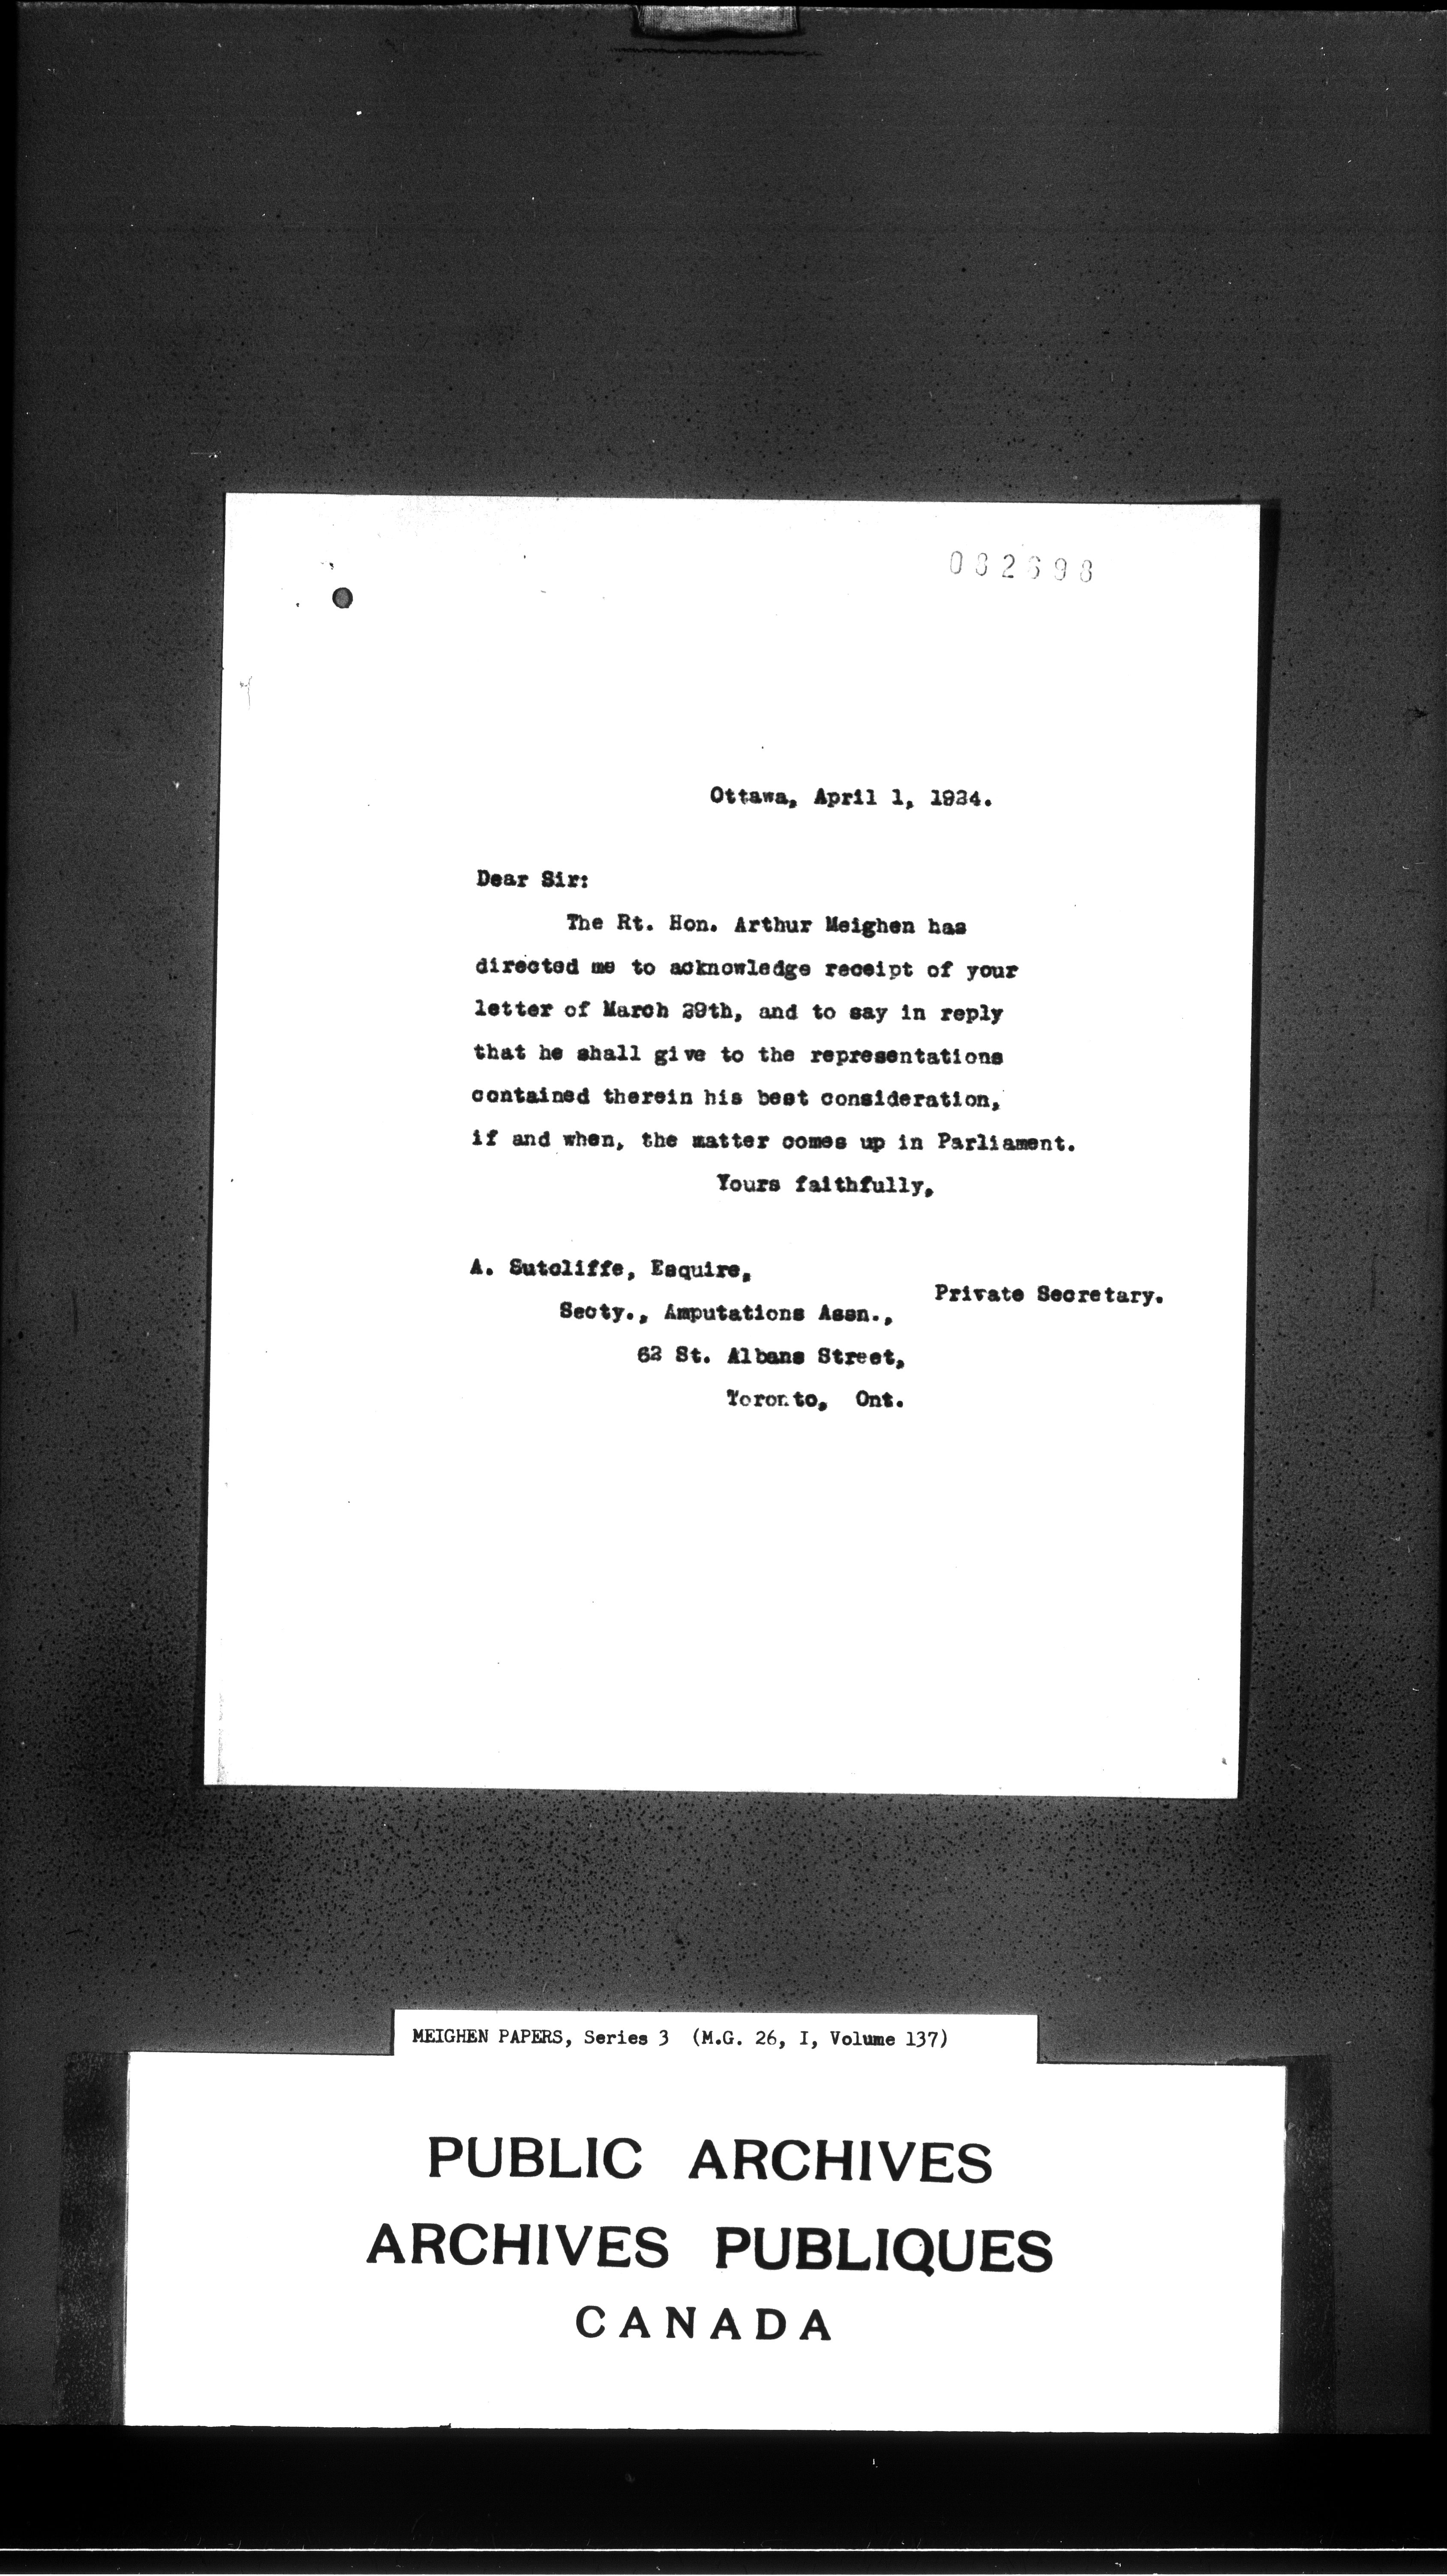 Ottawa, April 1, 1924.
Dear Sir:
The Rt. Hon. Arthur Meighen has
directed me to acknowledge receipt of your
letter of March 29th, and to say in reply
that he shall give to the representations
contained therein his best consideration,
if and when, the matter comes up in Parliament.
Yours faithfully,
A. Sutcliffe, Esquire,
Private Secretary.
Secty., Amputations Assn.,
62 St. Albans Street,
Toronto, Ont.
MEIGHEN PAPERS, Series 3 (M.G. 26, I, Volume 137)
PUBLIC ARCHIVES
ARCHIVES PUBLIQUES
CANADA